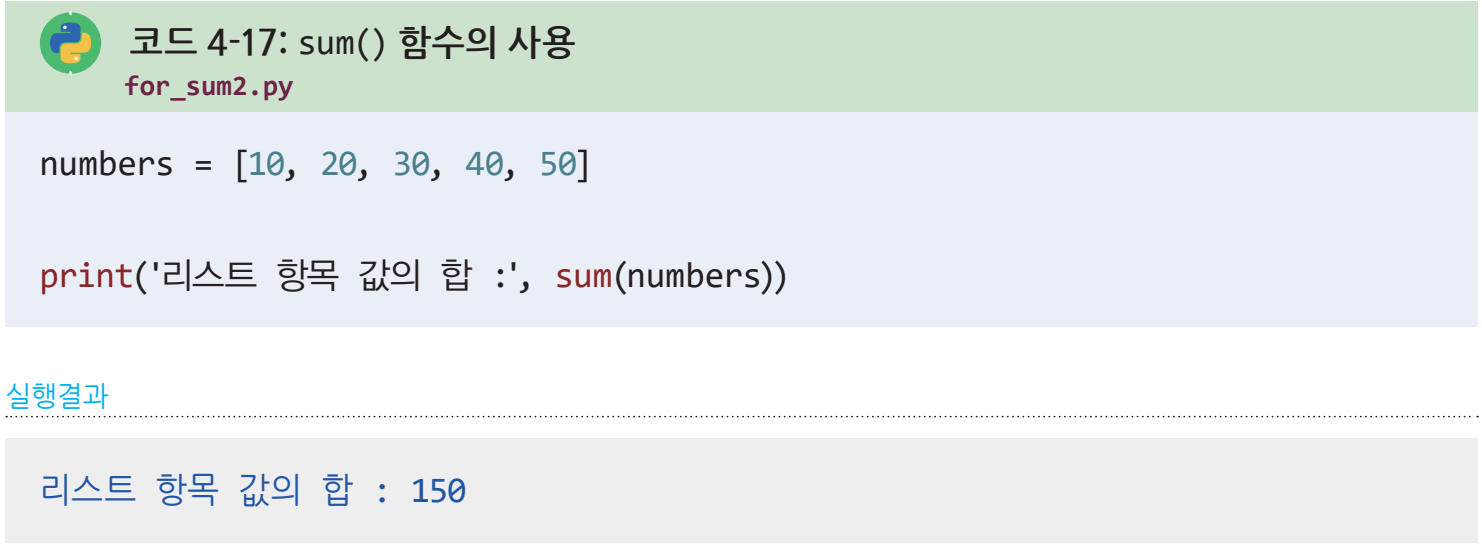 코드 4-17: sum() 함수의 사용
for_sum2.py
numbers = [10, 20, 30, 40, 50]
print('리스트 항목 값의 합 :', sum(numbers))
실행결과
리스트 항목 값의 합 : 150